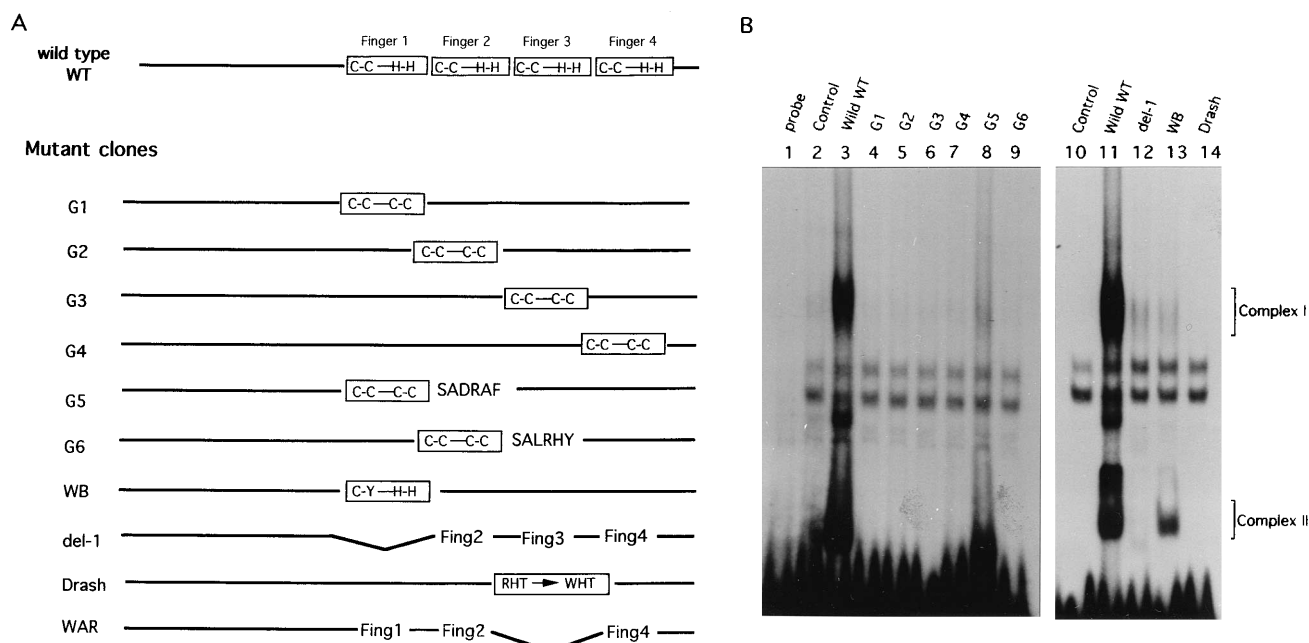 A
wild type
WT
Finger 1 Finger 2 Finger 3 Finger 4
C-C H-H C-C H-H C-C H-H C-C H-H
Mutant clones
G1 C-C C-C
G2 C-C C-C
G3 C-C C-C
G4 C-C C-C
G5 C-C C-C SADRAF
G6 C-C C-C SALRHY
WB C-Y H-H
del-1 Fing2 Fing3 Fing4
Drash RHT WHT
WAR Fing1 Fing2 Fing4
B
probe Control Wild WT G1 G2 G3 G4 G5 G6
1 2 3 4 5 6 7 8 9
Control Wild WT del-1 WB Drash
10 11 12 13 14
Complex I
Complex II